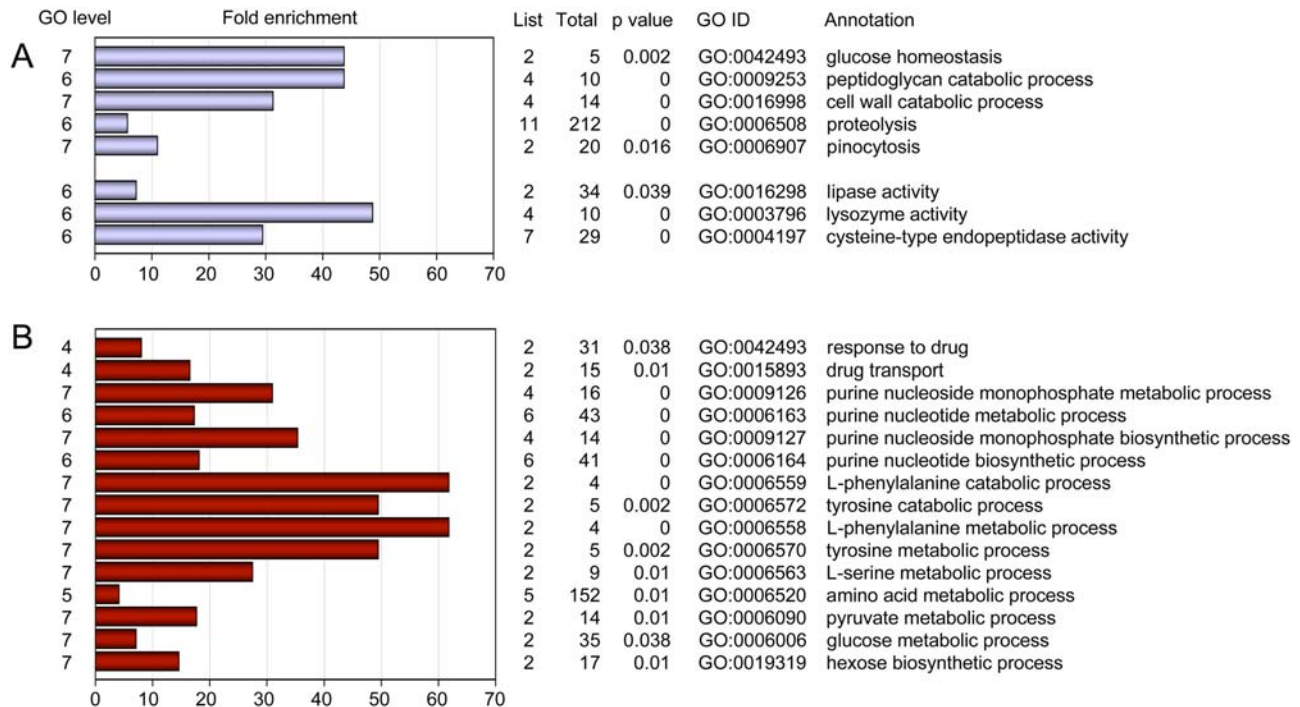 GO level Fold enrichment List Total p value GO ID Annotation
A
7 2 5 0.002 GO:0042493 glucose homeostasis
6 4 10 0 GO:0009253 peptidoglycan catabolic process
7 4 14 0 GO:0016998 cell wall catabolic process
6 11 212 0 GO:0006508 proteolysis
7 2 20 0.016 GO:0006907 pinocytosis
6 2 34 0.039 GO:0016298 lipase activity
6 4 10 0 GO:0003796 lysozyme activity
6 7 29 0 GO:0004197 cysteine-type endopeptidase activity
0 10 20 30 40 50 60 70
B
4 2 31 0.038 GO:0042493 response to drug
4 2 15 0.01 GO:0015893 drug transport
7 4 16 0 GO:0009126 purine nucleoside monophosphate metabolic process
6 6 43 0 GO:0006163 purine nucleotide metabolic process
7 4 14 0 GO:0009127 purine nucleoside monophosphate biosynthetic process
6 6 41 0 GO:0006164 purine nucleotide biosynthetic process
7 2 4 0 GO:0006559 L-phenylalanine catabolic process
7 2 5 0.002 GO:0006572 tyrosine catabolic process
7 2 4 0 GO:0006558 L-phenylalanine metabolic process
7 2 5 0.002 GO:0006570 tyrosine metabolic process
7 2 9 0.01 GO:0006563 L-serine metabolic process
5 5 152 0.01 GO:0006520 amino acid metabolic process
7 2 14 0.01 GO:0006090 pyruvate metabolic process
7 2 35 0.038 GO:0006006 glucose metabolic process
7 2 17 0.01 GO:0019319 hexose biosynthetic process
0 10 20 30 40 50 60 70